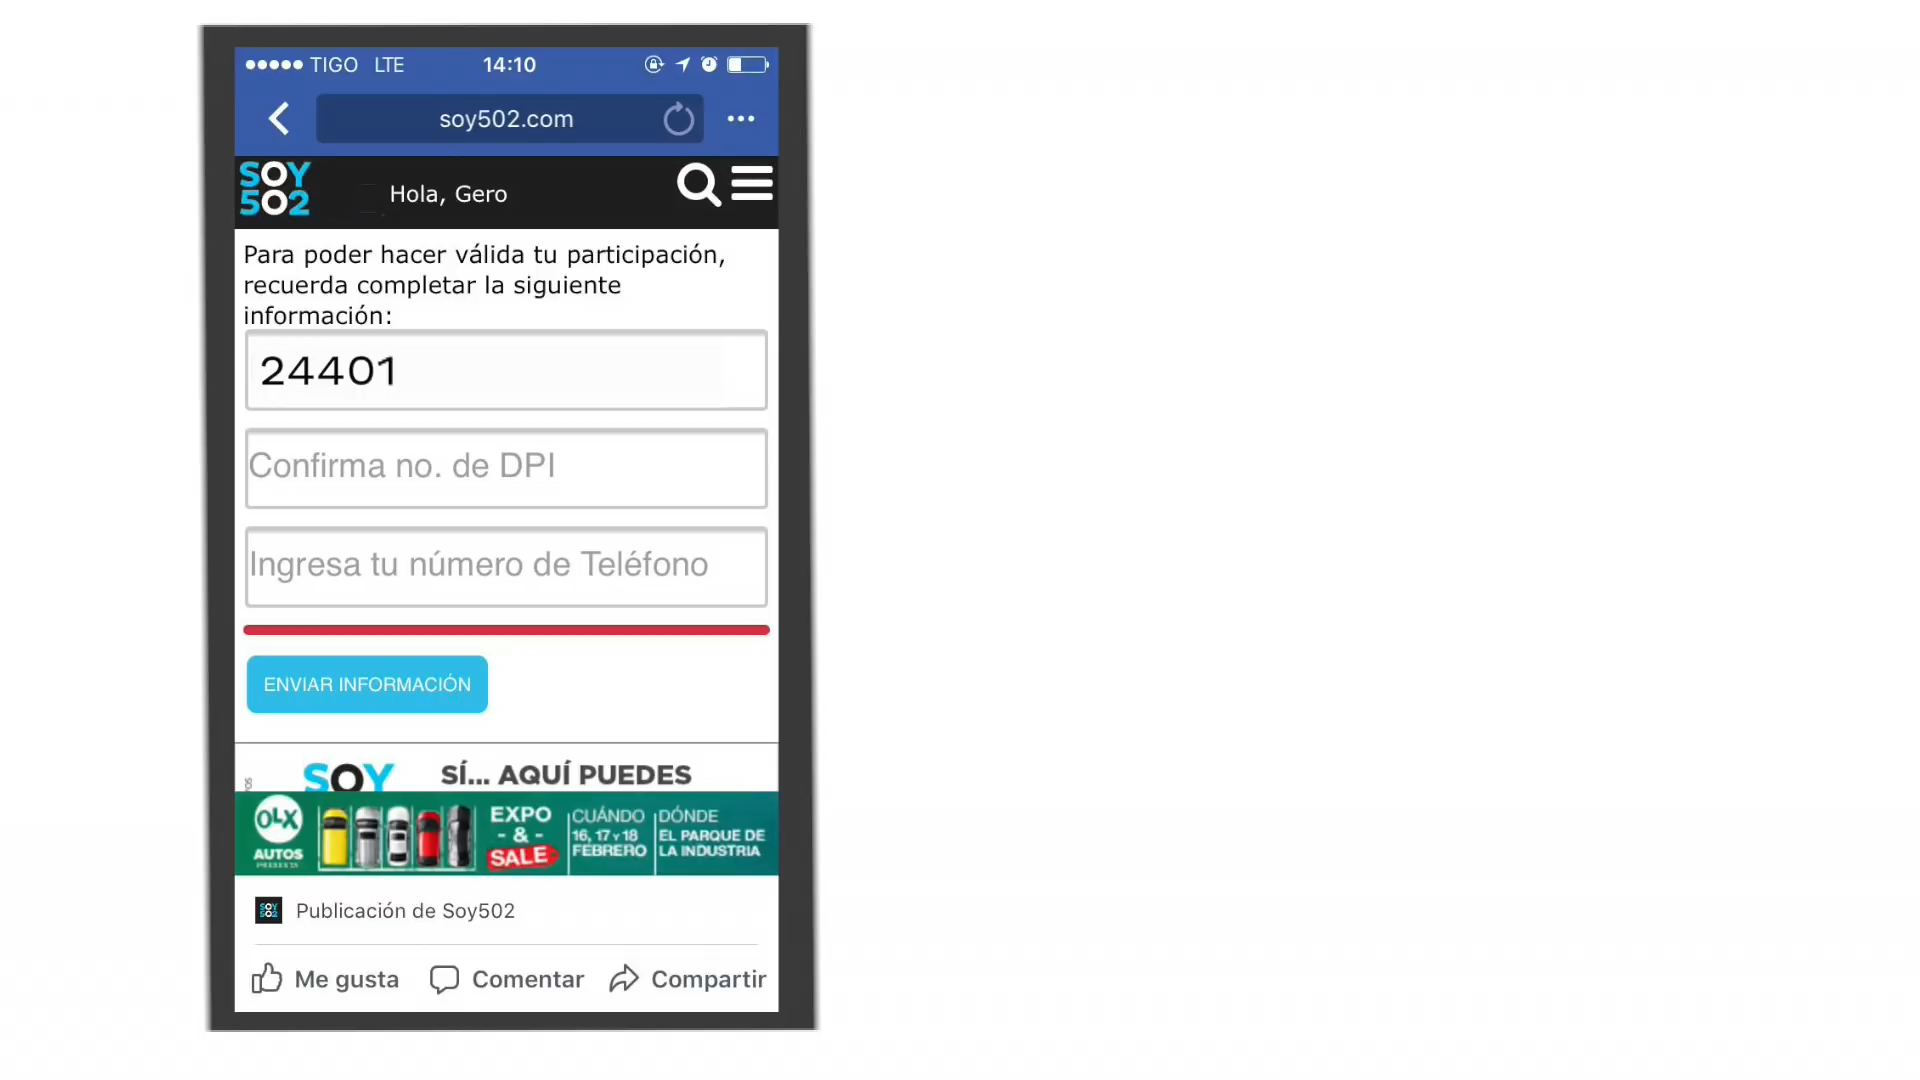 TIGO LTE 14:10
soy502.com
SOY
502
Hola, Gero
Para poder hacer válida tu participación,
recuerda completar la siguiente
información:
24401
Confirma no. de DPI
Ingresa tu número de Teléfono
ENVIAR INFORMACIÓN
SOY
SÍ... AQUÍ PUEDES
OLX
AUTOS
PRESENTA
EXPO
- & -
SALE
CUÁNDO
16, 17 Y 18
FEBRERO
DÓNDE
EL PARQUE DE
LA INDUSTRIA
SOY
502
Publicación de Soy502
Me gusta Comentar Compartir